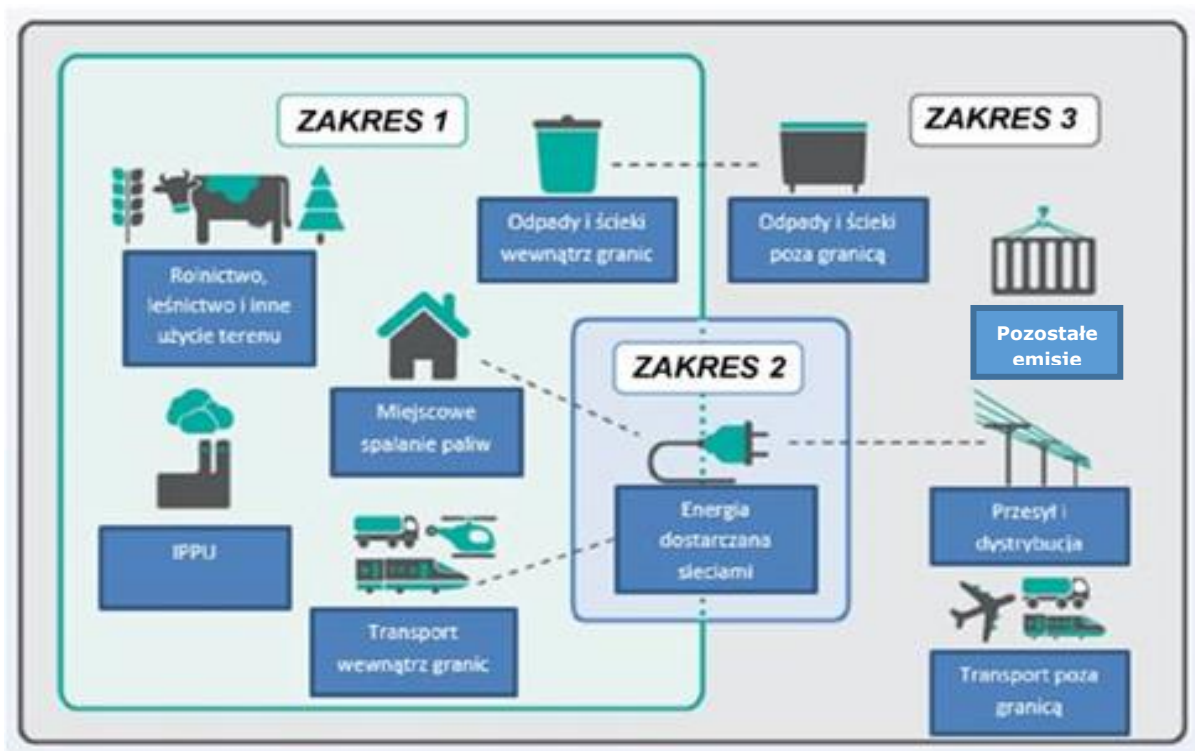 ZAKRES 1
ZAKRES 3
Odpady i ścieki
wewnątrz granic
Odpady i ścieki
poza granicą
Rolnictwo,
leśnictwo i inne
użycie terenu
Pozostałe
emisje
ZAKRES 2
Miejscowe
spalanie paliw
Energia
dostarczana
sieciami
Przesył i
dystrybucja
IPPU
Transport
wewnątrz granic
Transport poza
granicą